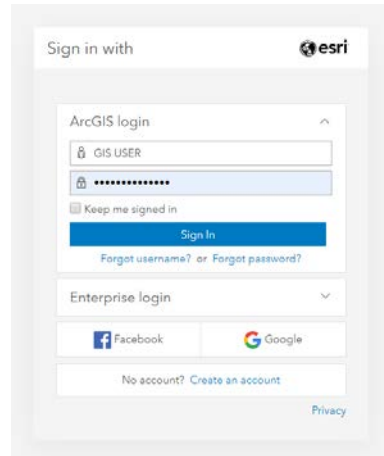 Sign in with esri
ArcGIS login
GIS USER
••••••••••••••
Keep me signed in
Sign In
Forgot username? or Forgot password?
Enterprise login
Facebook Google
No account? Create an account
Privacy